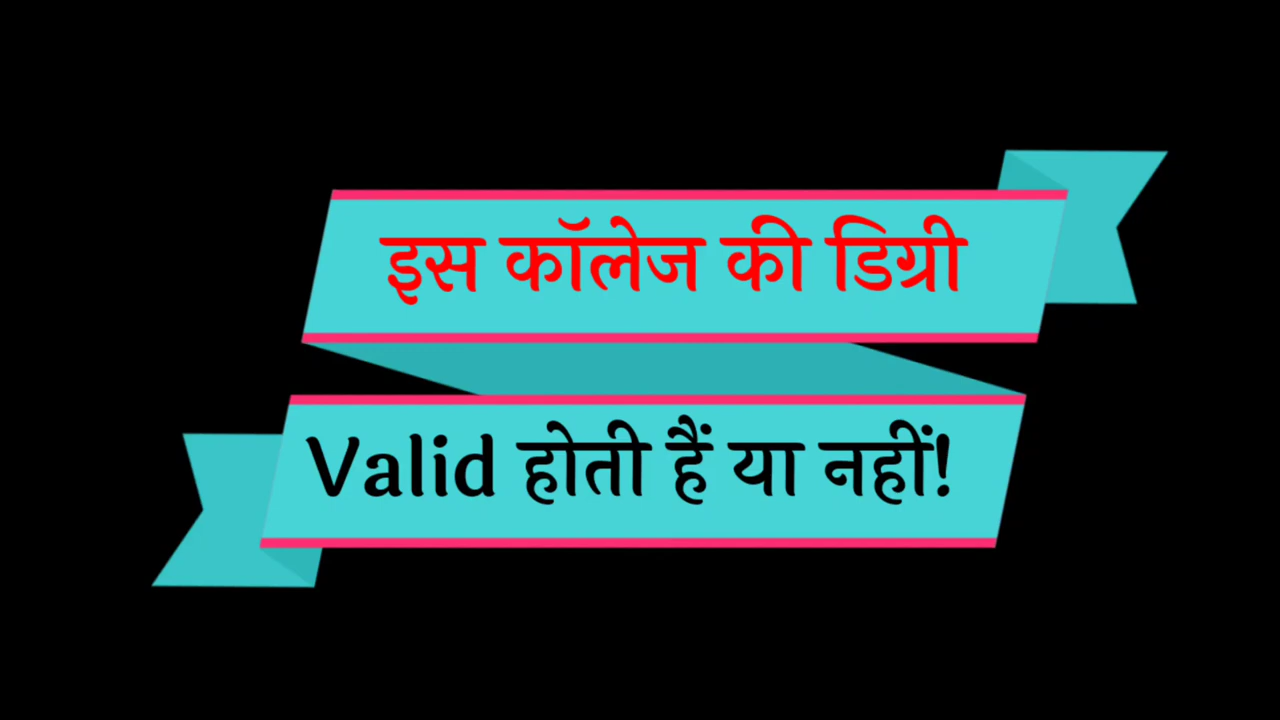 इस कॉलेज की डिग्री
Valid होती हैं या नहीं!